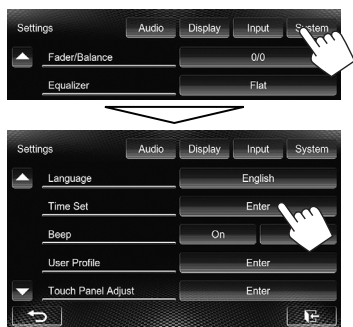 Settings Audio Display Input System
Fader/Balance 0/0
Equalizer Flat
Settings Audio Display Input System
Language English
Time Set Enter
Beep On
User Profile Enter
Touch Panel Adjust Enter